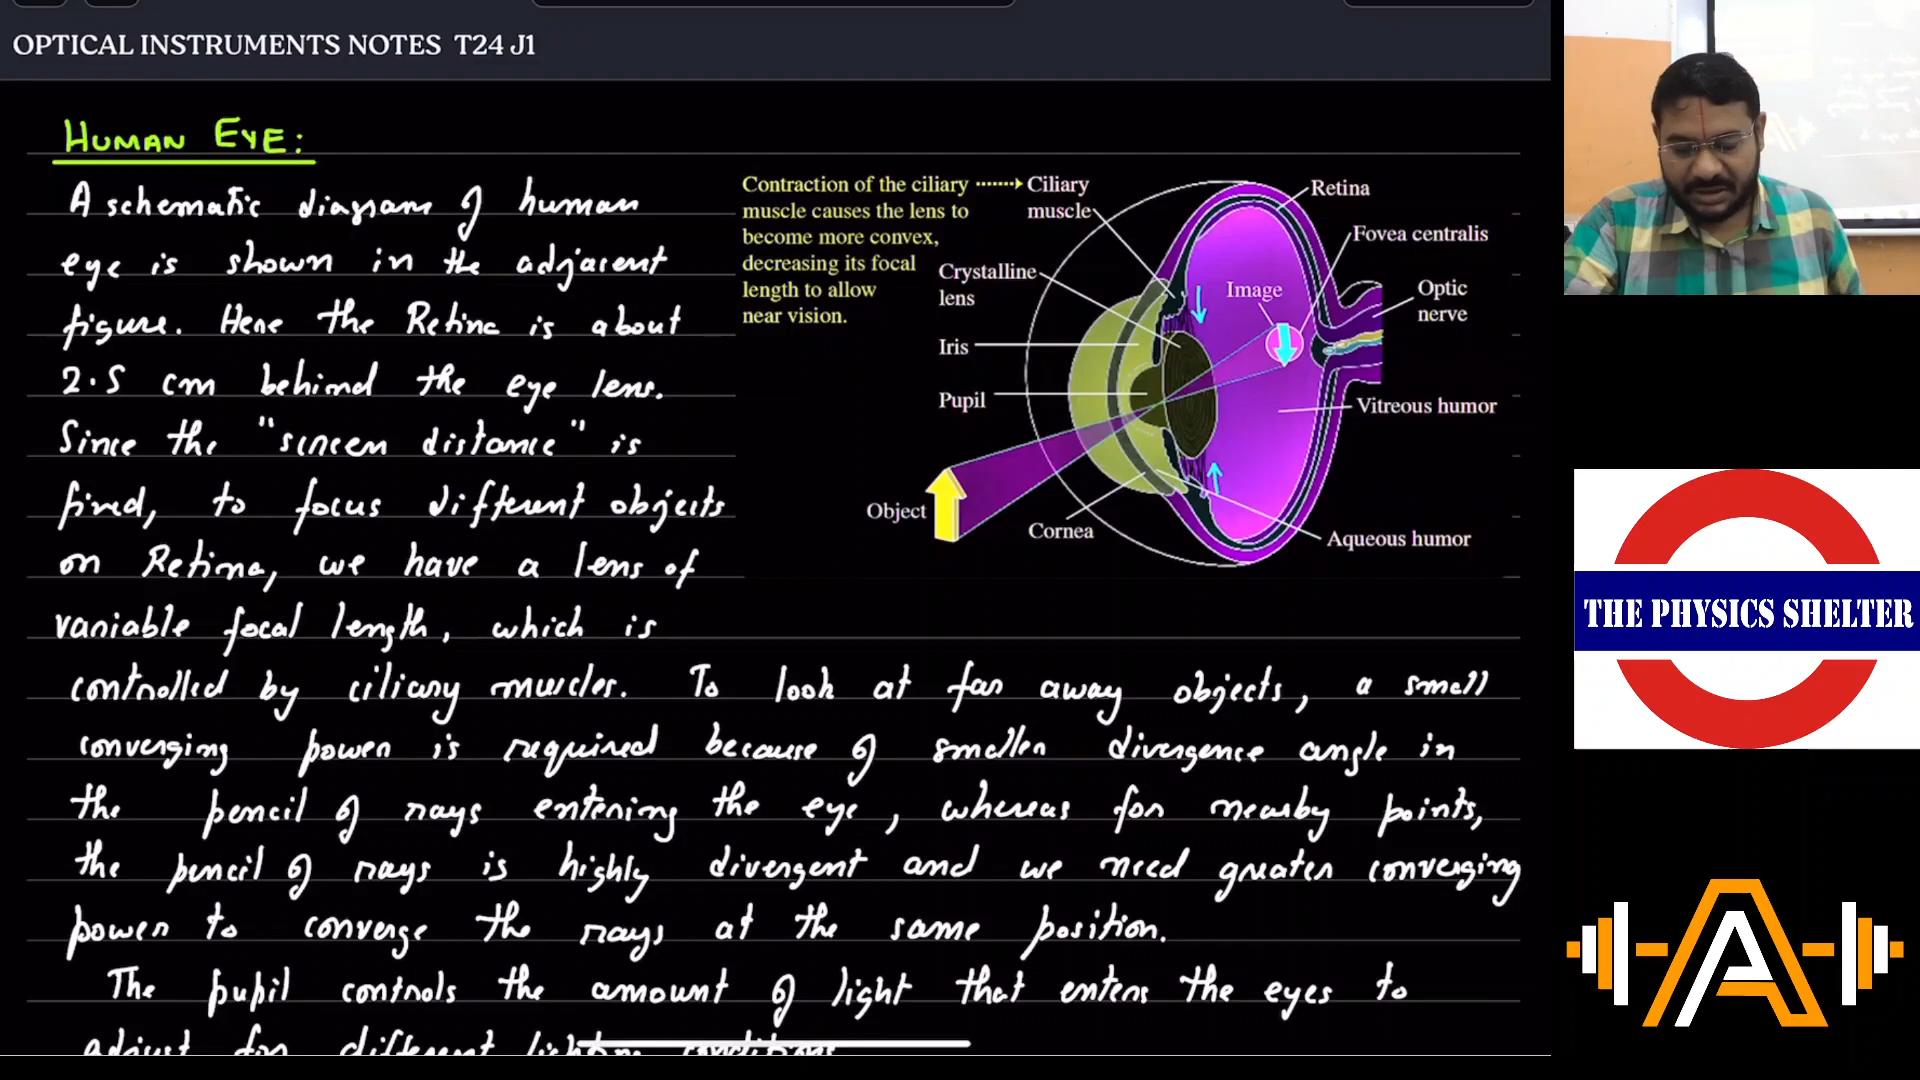 OPTICAL INSTRUMENTS NOTES T24 J1
HUMAN EYE:
A schematic diagram of human
eye is shown in the adjacent
figure. Here the Retina is about
2.5 cm behind the eye lens.
Since the "screen distance" is
fixed, to focus different objects
on Retina, we have a lens of
variable focal length, which is
controlled by ciliary muscles. To look at far away objects, a small
converging power is required because of smaller divergence angle in
the pencil of rays entering the eye, whereas for nearby points,
the pencil of rays is highly divergent and we need greater converging
power to converge the rays at the same position.
The pupil controls the amount of light that enters the eyes to
adjust for different lighting conditions
Contraction of the ciliary
muscle causes the lens to
become more convex,
decreasing its focal
length to allow
near vision.
Ciliary
muscle
Crystalline
lens
Iris
Pupil
Object
Cornea
Retina
Fovea centralis
Image
Optic
nerve
Vitreous humor
Aqueous humor
THE PHYSICS SHELTER